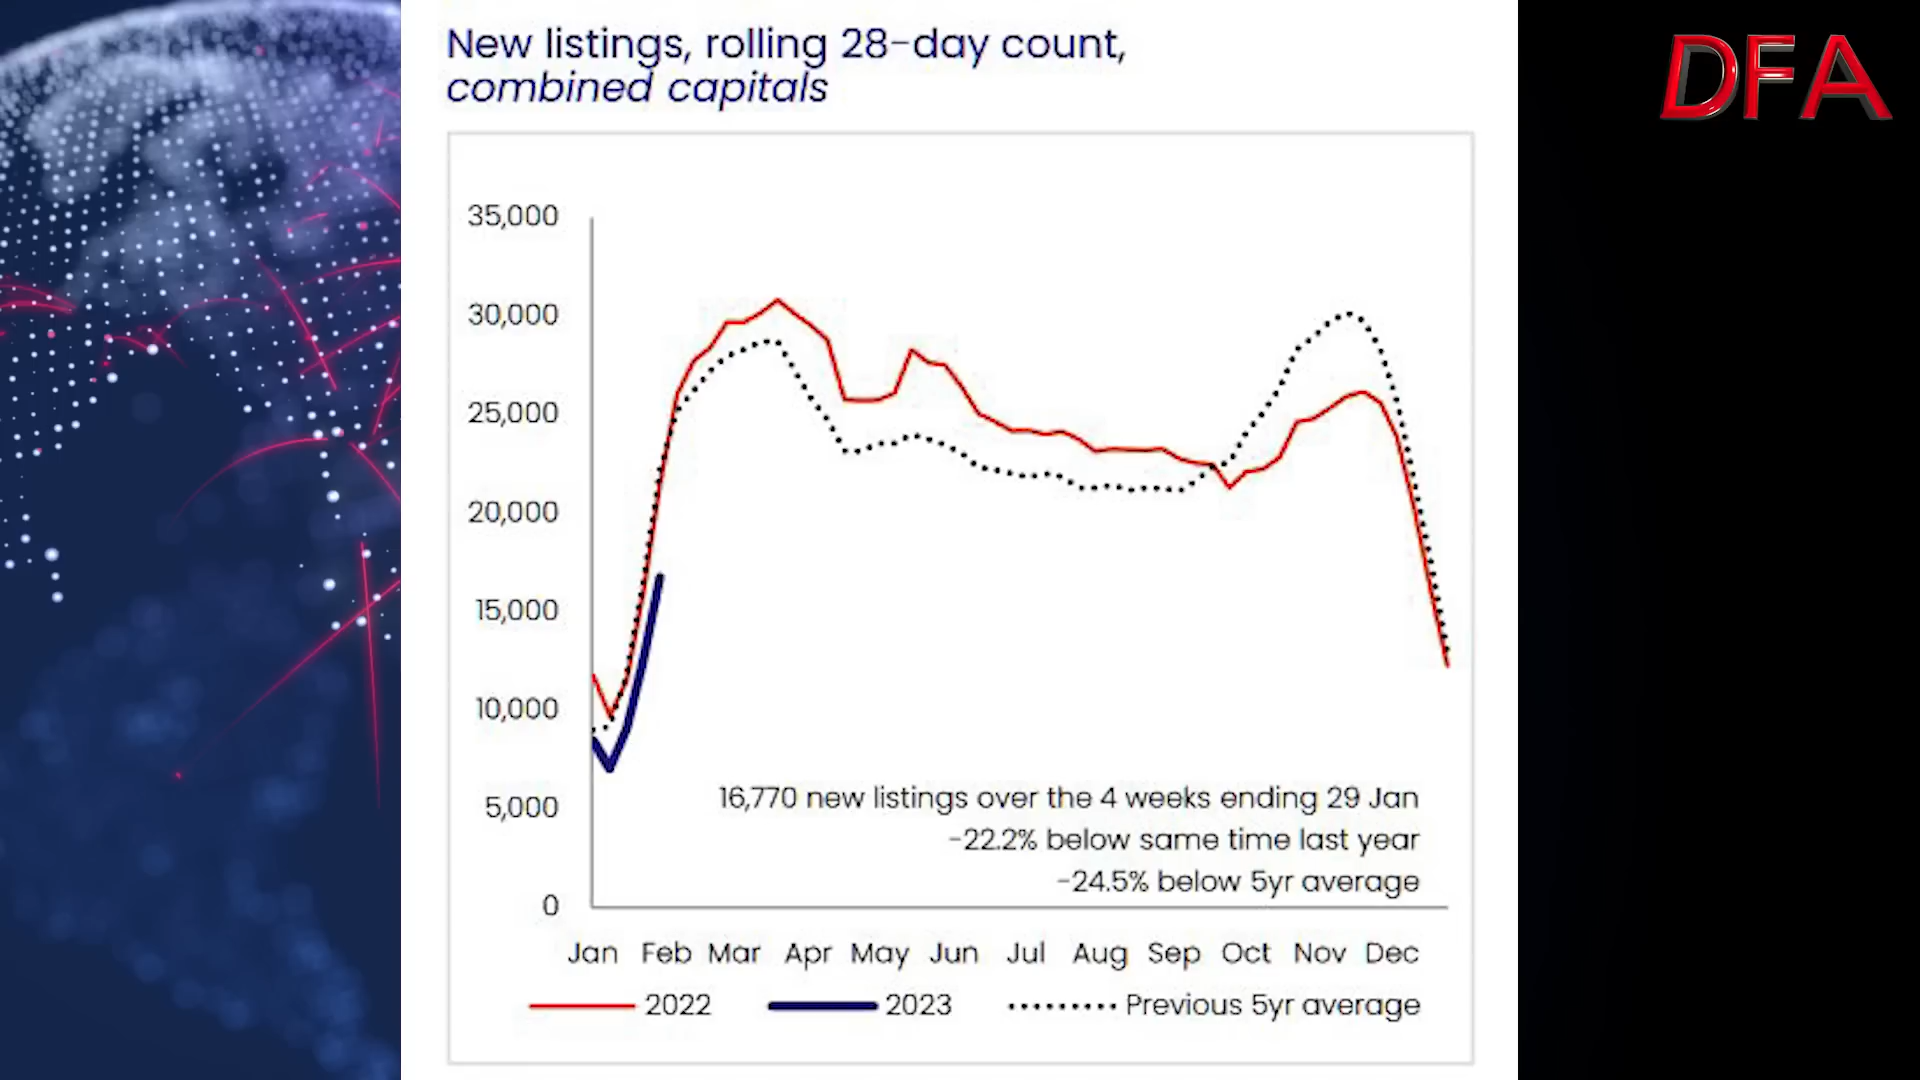 New listings, rolling 28-day count,
combined capitals
DFA
35,000
30,000
25,000
20,000
15,000
10,000
5,000
0
16,770 new listings over the 4 weeks ending 29 Jan
-22.2% below same time last year
-24.5% below 5yr average
Jan Feb Mar Apr May Jun Jul Aug Sep Oct Nov Dec
2022 2023 Previous 5yr average